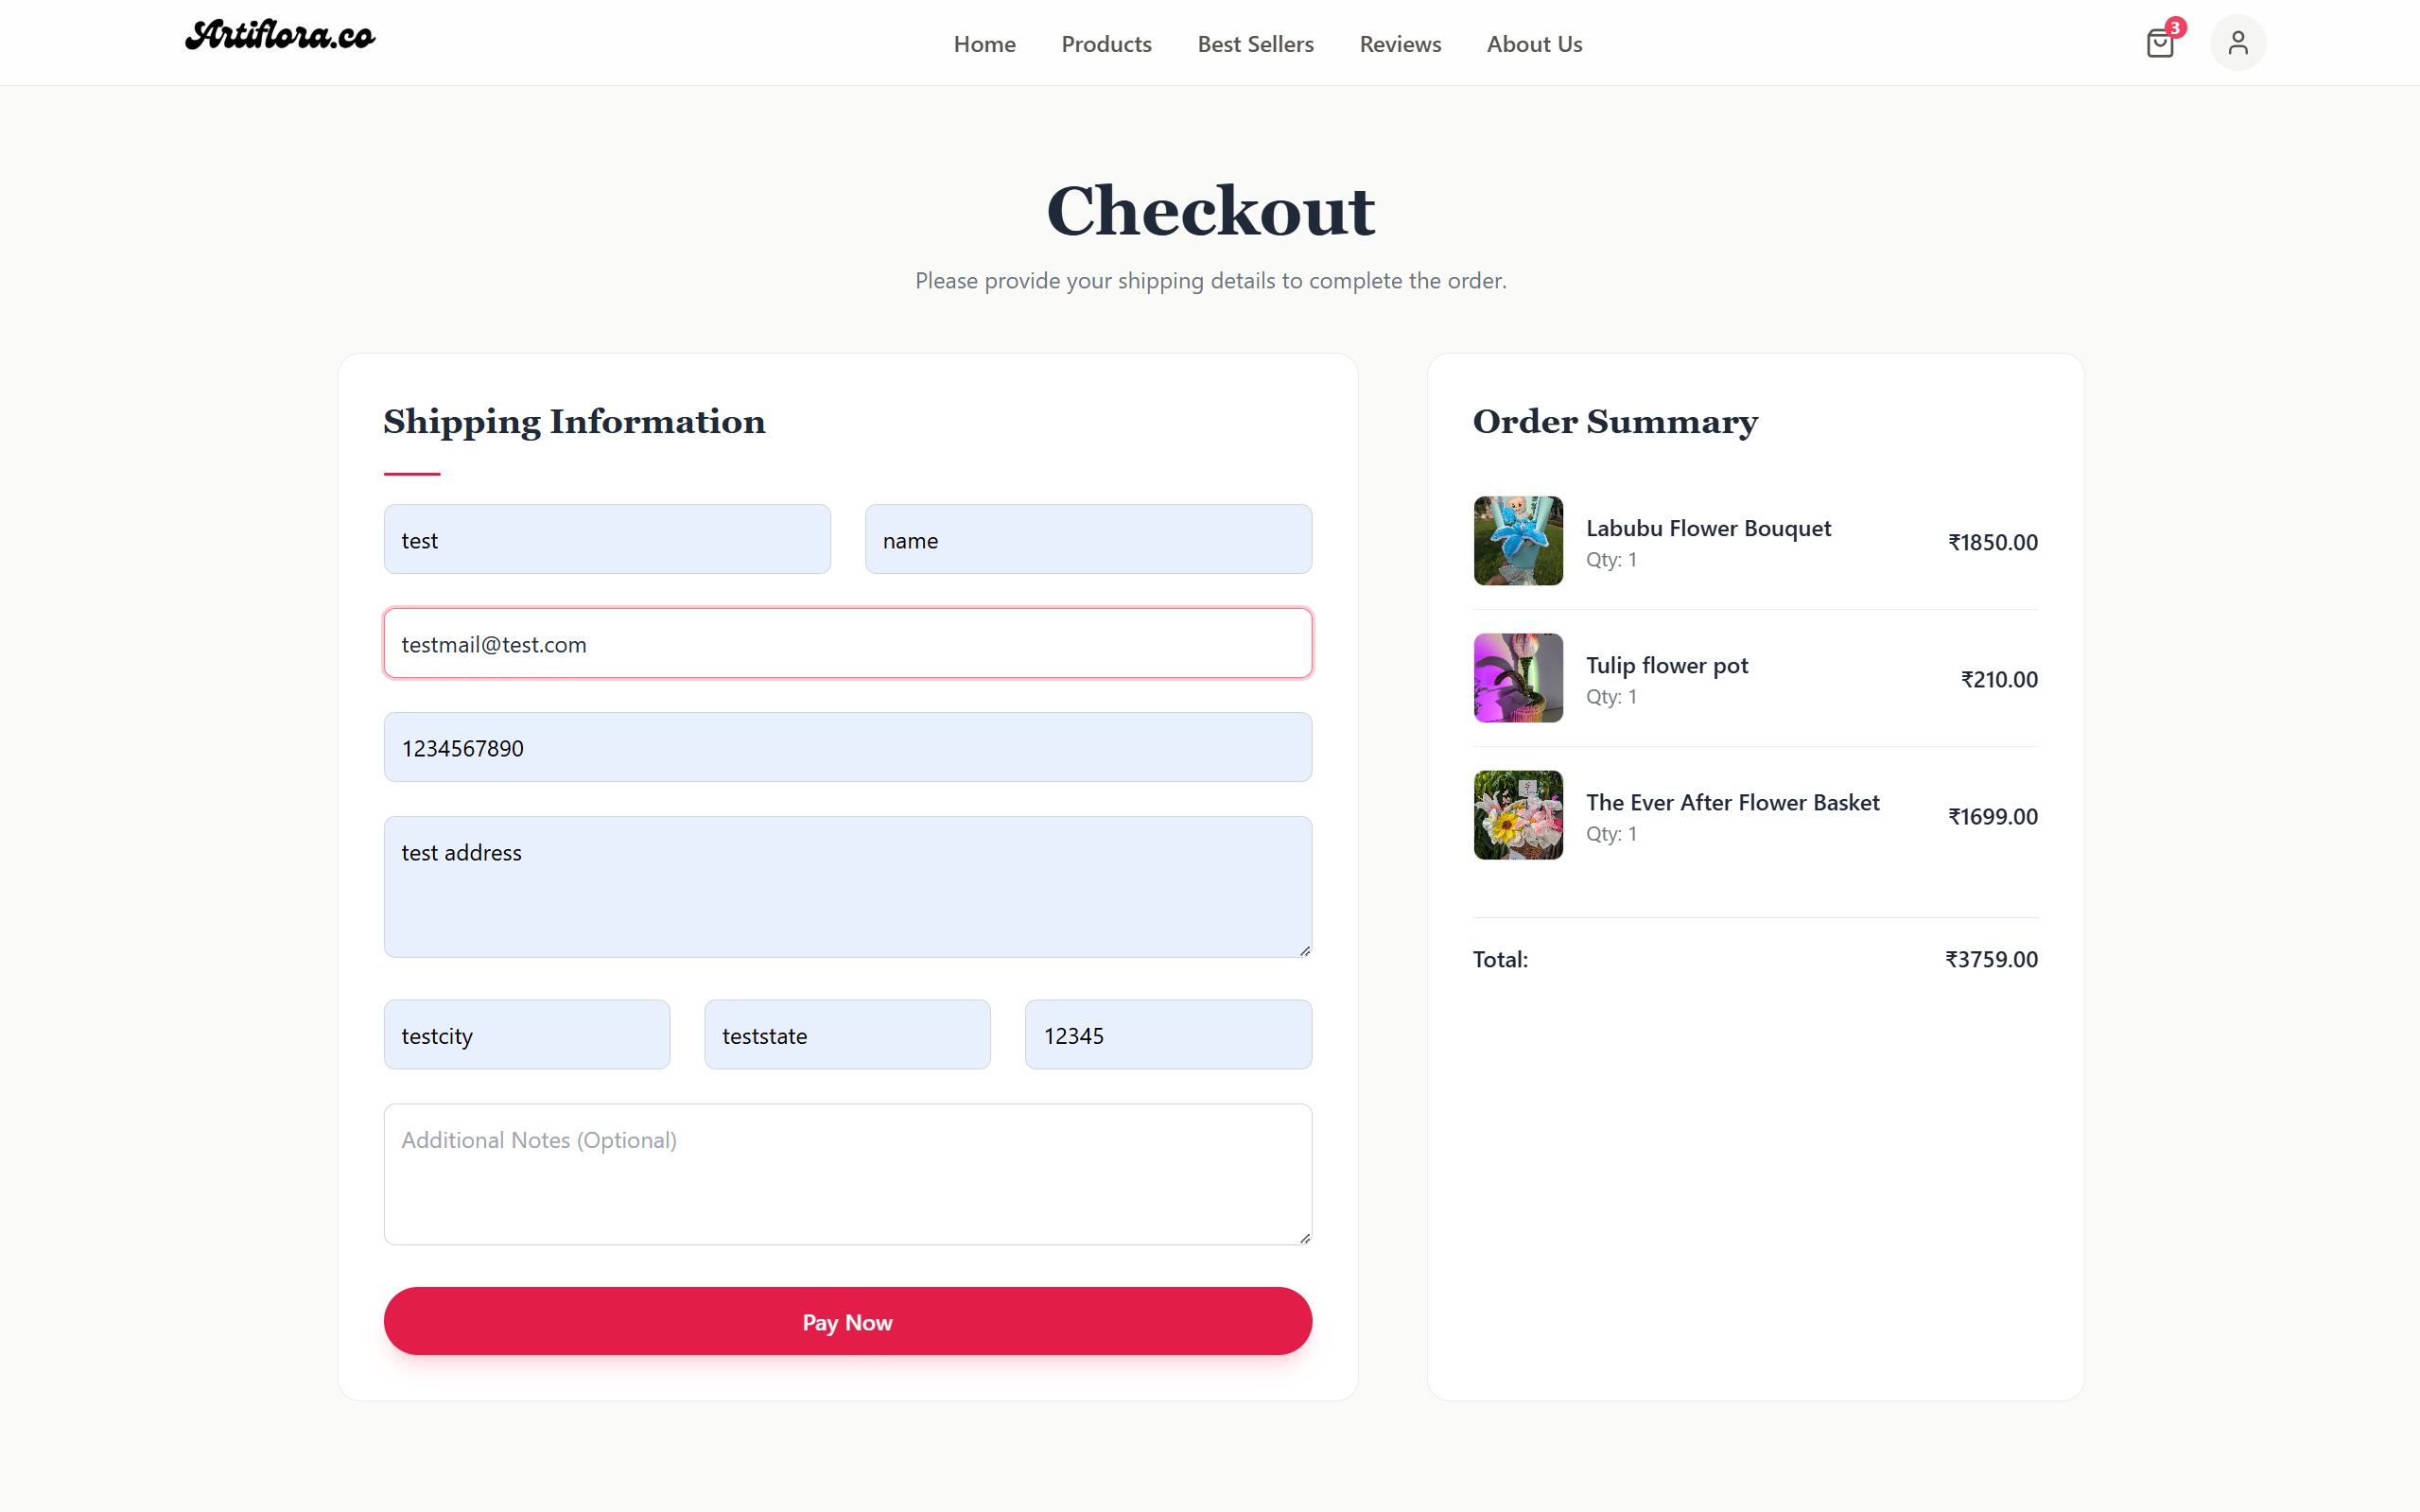 Artiflora.co
Home Products Best Sellers Reviews About Us
3
Checkout
Please provide your shipping details to complete the order.
Shipping Information
test name
testmail@test.com
1234567890
test address
testcity teststate 12345
Additional Notes (Optional)
Pay Now
Order Summary
Labubu Flower Bouquet
Qty: 1
₹1850.00
Tulip flower pot
Qty: 1
₹210.00
The Ever After Flower Basket
Qty: 1
₹1699.00
Total: ₹3759.00